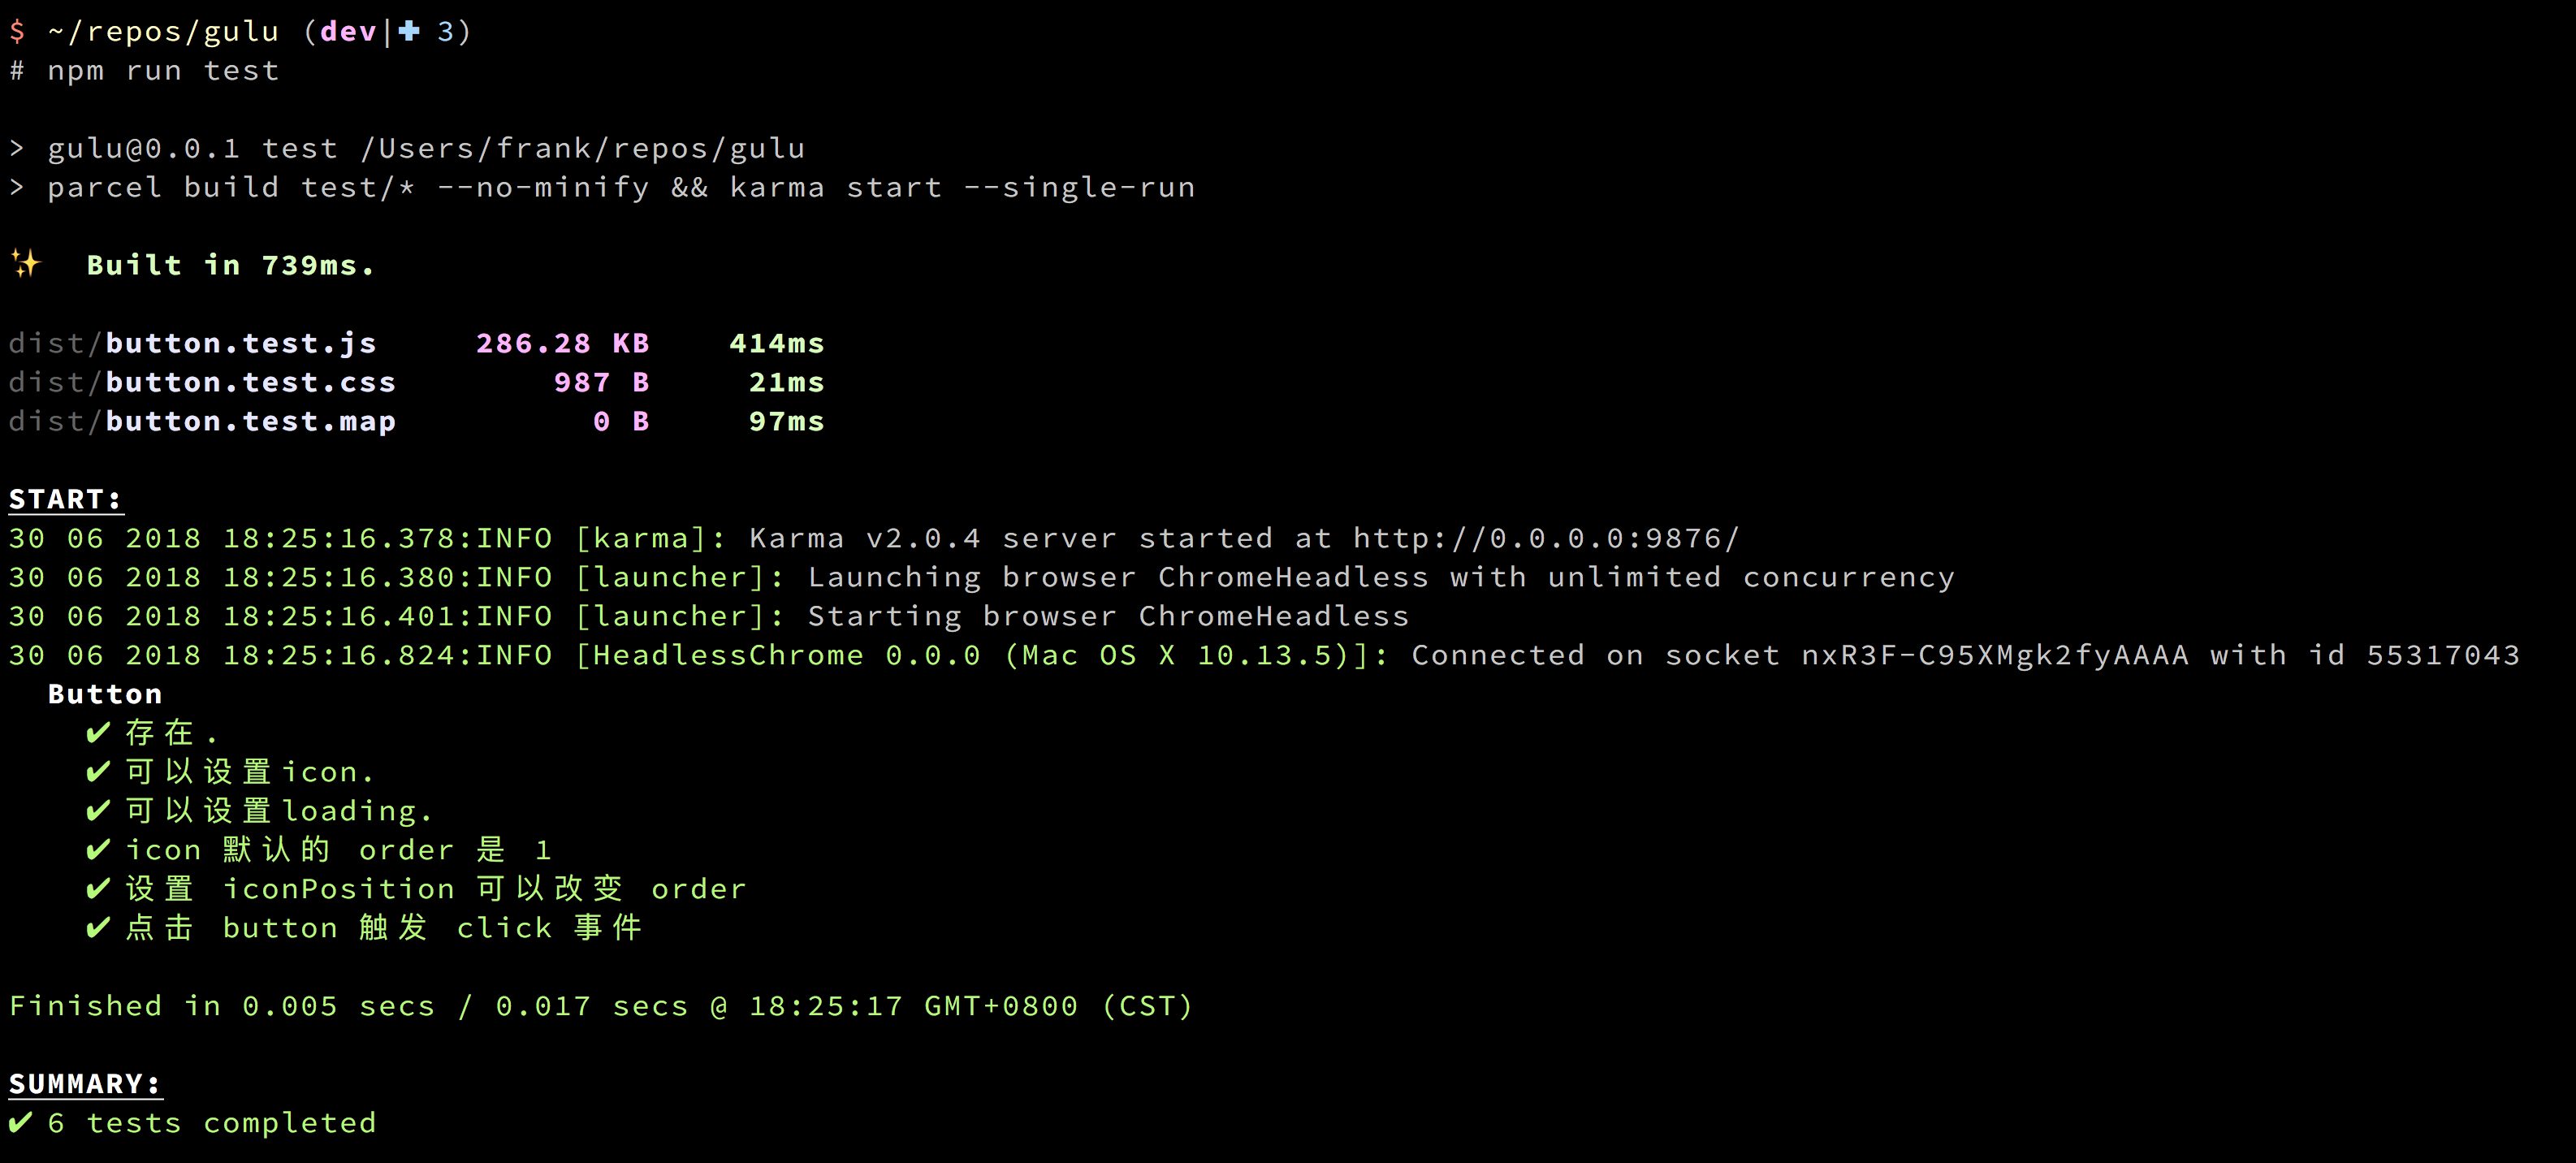 $ ~/repos/gulu (dev|✚ 3)
# npm run test
> gulu@0.0.1 test /Users/frank/repos/gulu
> parcel build test/* --no-minify && karma start --single-run
✨ Built in 739ms.
dist/button.test.js 286.28 KB 414ms
dist/button.test.css 987 B 21ms
dist/button.test.map 0 B 97ms
START:
30 06 2018 18:25:16.378:INFO [karma]: Karma v2.0.4 server started at http://0.0.0.0:9876/
30 06 2018 18:25:16.380:INFO [launcher]: Launching browser ChromeHeadless with unlimited concurrency
30 06 2018 18:25:16.401:INFO [launcher]: Starting browser ChromeHeadless
30 06 2018 18:25:16.824:INFO [HeadlessChrome 0.0.0 (Mac OS X 10.13.5)]: Connected on socket nxR3F-C95XMgk2fyAAAA with id 55317043
Button
✔ 存在.
✔ 可以设置icon.
✔ 可以设置loading.
✔ icon 默认的 order 是 1
✔ 设置 iconPosition 可以改变 order
✔ 点击 button 触发 click 事件
Finished in 0.005 secs / 0.017 secs @ 18:25:17 GMT+0800 (CST)
SUMMARY:
✔ 6 tests completed